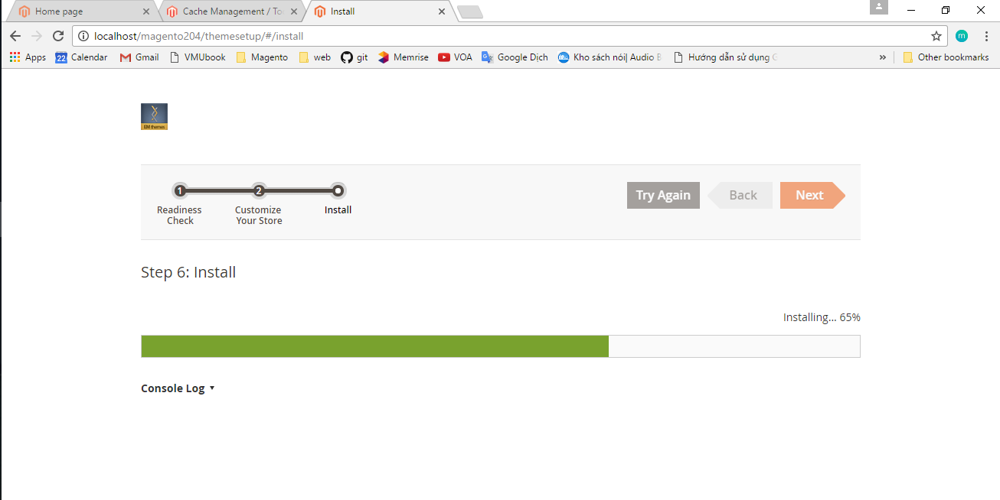 Home page
Cache Management / To
Install
localhost/magento204/themesetup/#/install
m
Apps
22 Calendar
Gmail
VMUbook
Magento
web
git
Memrise
VOA
Google Dịch
Kho sách nói| Audio B
Hướng dẫn sử dụng G
»
Other bookmarks
EM themes
1
2
Readiness
Check
Customize
Your Store
Install
Try Again
Back
Next
Step 6: Install
Installing... 65%
Console Log